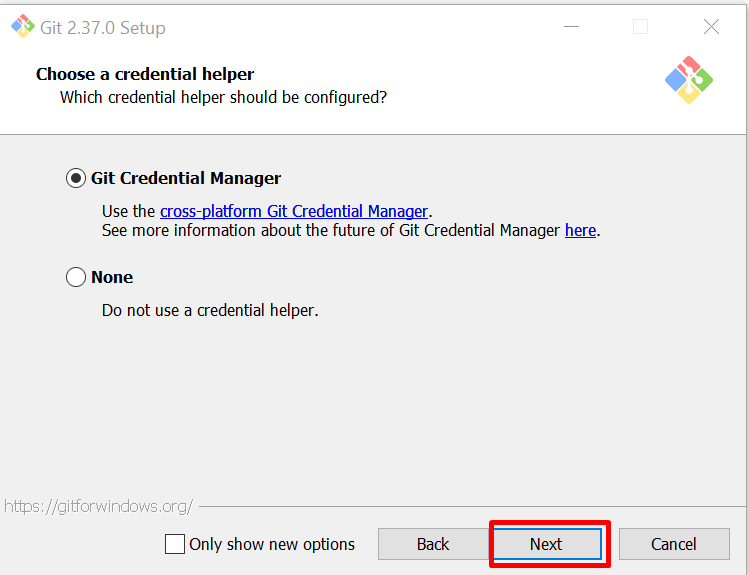 Git 2.37.0 Setup
Choose a credential helper
Which credential helper should be configured?
Git Credential Manager
Use the cross-platform Git Credential Manager.
See more information about the future of Git Credential Manager here.
None
Do not use a credential helper.
https://gitforwindows.org/
Only show new options
Back
Next
Cancel